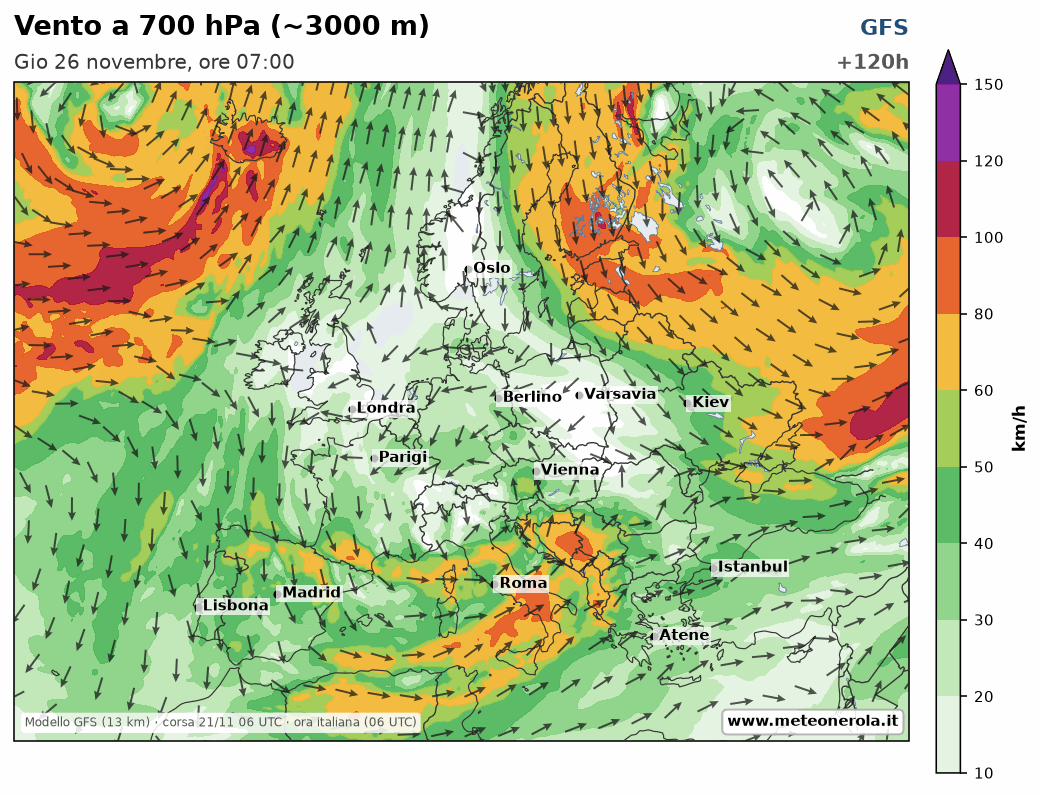 Vento a 700 hPa (~3000 m)
GFS
Gio 26 novembre, ore 07:00
+120h
150
120
100
80
60
50
40
30
20
10
km/h
Oslo
Berlino
Varsavia
Kiev
Londra
Parigi
Vienna
Istanbul
Roma
Madrid
Lisbona
Atene
Modello GFS (13 km) · corsa 21/11 06 UTC · ora italiana (06 UTC)
www.meteonerola.it